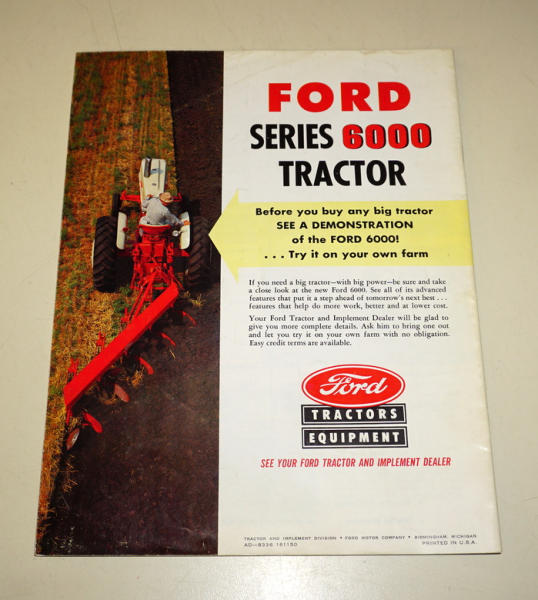 FORD
SERIES 6000
TRACTOR
Before you buy any big tractor
SEE A DEMONSTRATION
of the FORD 6000!
. . . Try it on your own farm
If you need a big tractor—with big power—be sure and take
a close look at the new Ford 6000. See all of its advanced
features that put it a step ahead of tomorrow's next best . . .
features that help do more work, better and at lower cost.
Your Ford Tractor and Implement Dealer will be glad to
give you more complete details. Ask him to bring one out
and let you try it on your own farm with no obligation.
Easy credit terms are available.
Ford
TRACTORS
EQUIPMENT
SEE YOUR FORD TRACTOR AND IMPLEMENT DEALER
TRACTOR AND IMPLEMENT DIVISION • FORD MOTOR COMPANY • BIRMINGHAM, MICHIGAN
AD—8336 161150 PRINTED IN U.S.A.